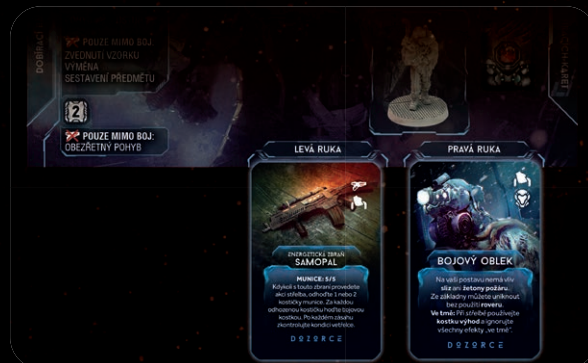 DOBÍRACÍ
POUZE MIMO BOJ:
ZVEDNUTÍ VZORKU
VÝMĚNA
SESTAVENÍ PŘEDMĚTU
2
POUZE MIMO BOJ:
OBEZŘETNÝ POHYB
LEVÁ RUKA
ENERGETICKÁ ZBRAŇ
SAMOPAL
MUNICE: 5/5
Kdykoli s touto zbraní provedete
akci střelba, odhoďte 1 nebo 2
kostičky munice. Za každou
odhozenou kostičku hoďte bojovou
kostkou. Po každém zásahu
zkontrolujte kondici vetřelce.
DOZORCE
PRAVÁ RUKA
BOJOVÝ OBLEK
Na vaši postavu nemá vliv
sliz ani žetony požáru.
Ze základny můžete uniknout
bez použití roveru.
Ve tmě: Při střelbě používejte
kostku výhod a ignorujte
všechny efekty „ve tmě“.
DOZORCE